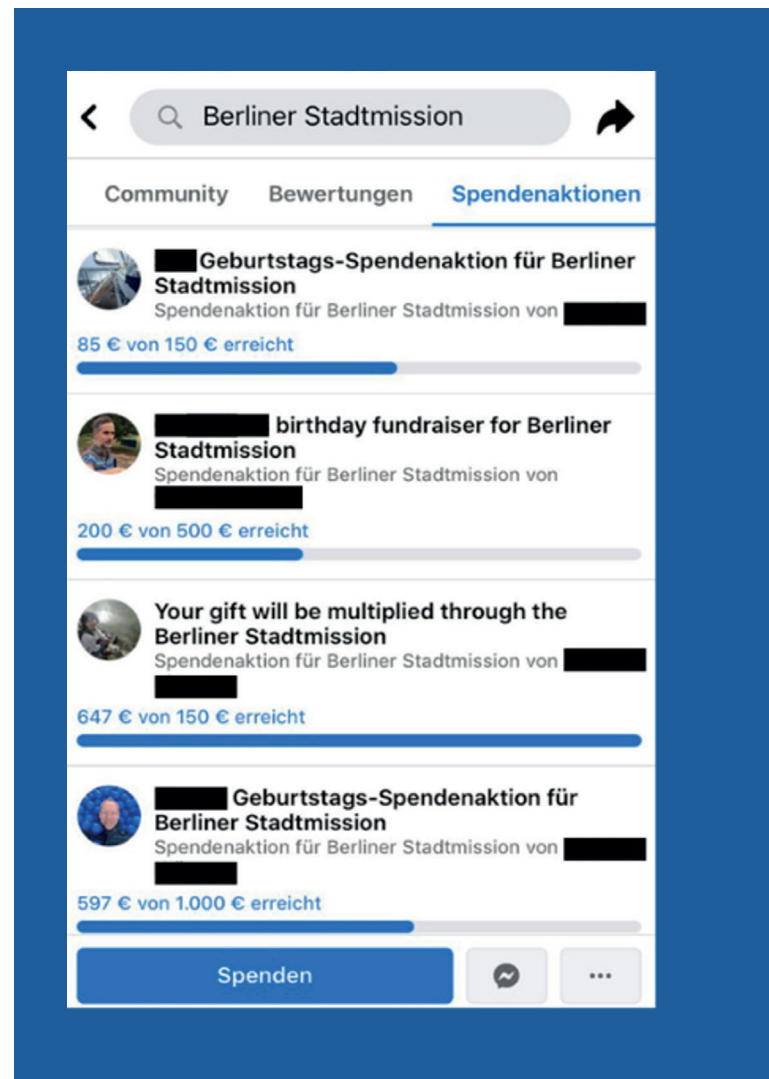 Berliner Stadtmission
Community Bewertungen Spendenaktionen
Geburtstags-Spendenaktion für Berliner
Stadtmission
Spendenaktion für Berliner Stadtmission von
85 € von 150 € erreicht
birthday fundraiser for Berliner
Stadtmission
Spendenaktion für Berliner Stadtmission von
200 € von 500 € erreicht
Your gift will be multiplied through the
Berliner Stadtmission
Spendenaktion für Berliner Stadtmission von
647 € von 150 € erreicht
Geburtstags-Spendenaktion für
Berliner Stadtmission
Spendenaktion für Berliner Stadtmission von
597 € von 1.000 € erreicht
Spenden